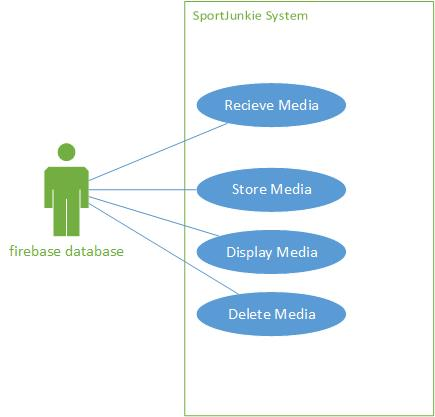 SportJunkie System
Recieve Media
Store Media
firebase database
Display Media
Delete Media